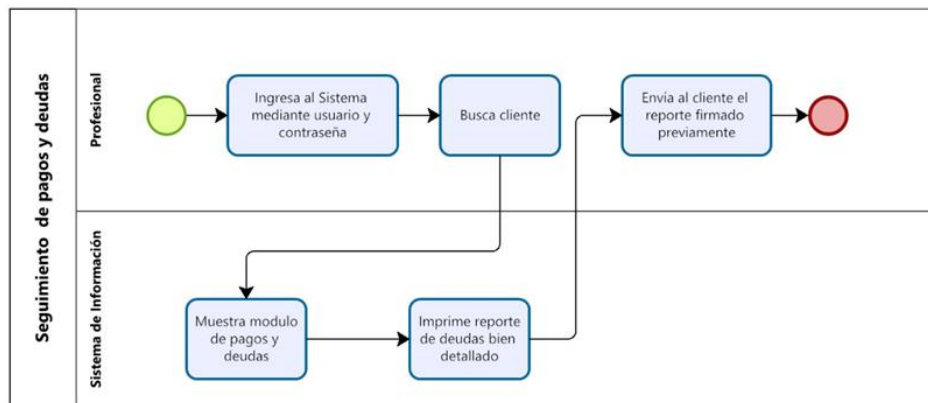 Seguimiento de pagos y deudas
Profesional
Ingresa al Sistema
mediante usuario y
contraseña
Busca cliente
Envía al cliente el
reporte firmado
previamente
Sistema de Información
Muestra modulo
de pagos y
deudas
Imprime reporte
de deudas bien
detallado